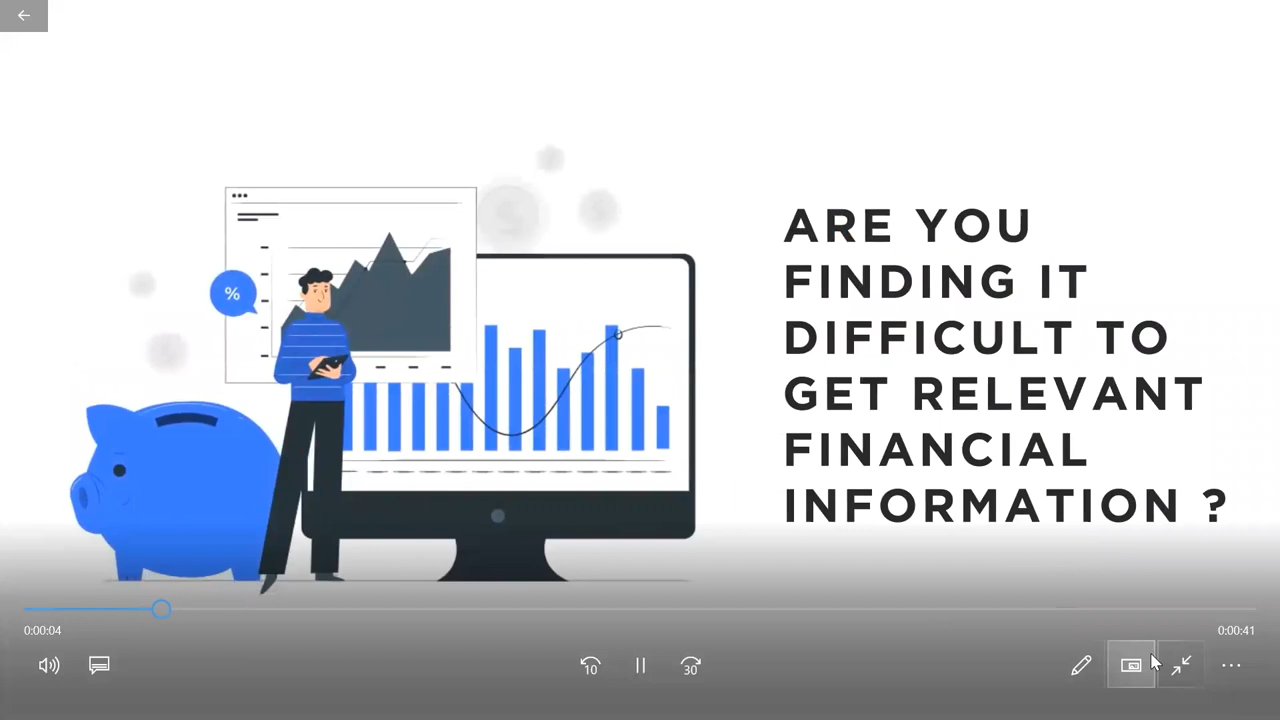 %
ARE YOU
FINDING IT
DIFFICULT TO
GET RELEVANT
FINANCIAL
INFORMATION ?
0:00:04
0:00:41
10
30